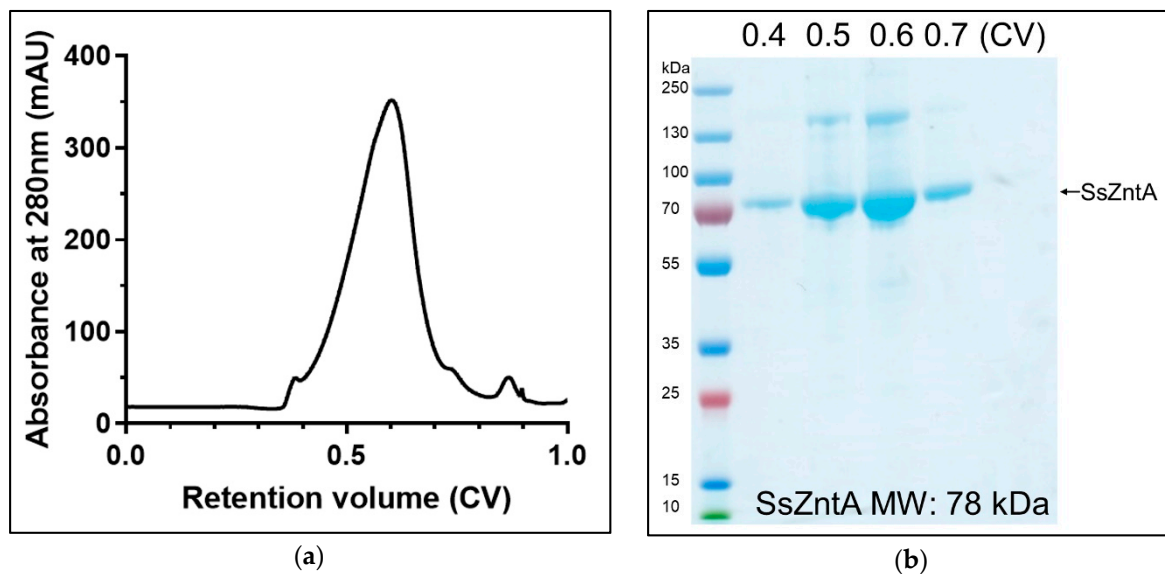 Absorbance at 280nm (mAU)
400
300
200
100
0
0.0 0.5 1.0
Retention volume (CV)
(a)
0.4 0.5 0.6 0.7 (CV)
kDa
250
130
100
←SsZntA
70
55
35
25
15
10
SsZntA MW: 78 kDa
(b)